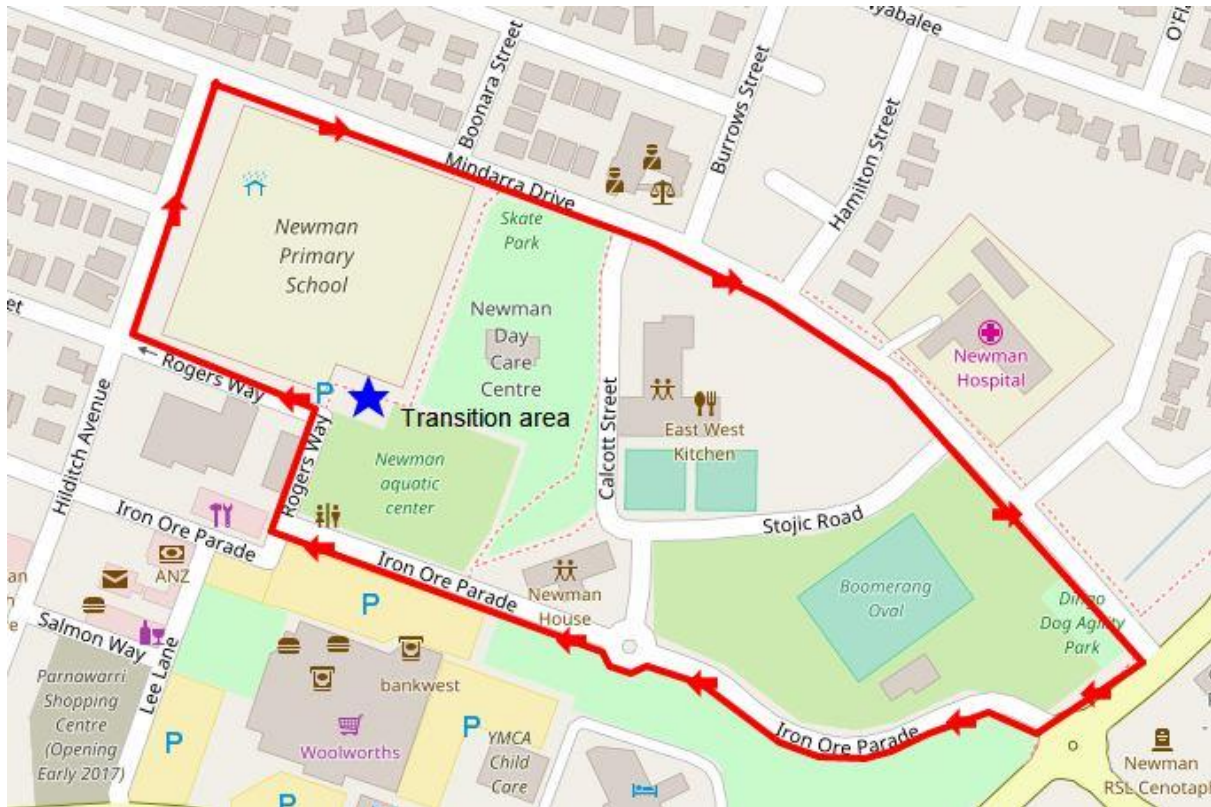 yabalee
O'Fl
Boonara Street
Burrows Street
Hamilton Street
Mindarra Drive
Skate
Park
Newman
Primary
School
Newman
Day
Care
Centre
Newman
Hospital
Rogers Way
Hilditch Avenue
P
Transition area
Rogers Way
Calcott Street
East West
Kitchen
Newman
aquatic
center
Stojic Road
Iron Ore Parade
ANZ
Iron Ore Parade
Newman
House
Boomerang
Oval
Dingo
Dog Agility
Park
P
Salmon Way
Lee Lane
bankwest
Parnawarri
Shopping
Centre
(Opening
Early 2017)
P
Woolworths
P
YMCA
Child
Care
Iron Ore Parade
Newman
RSL Cenotaph
P